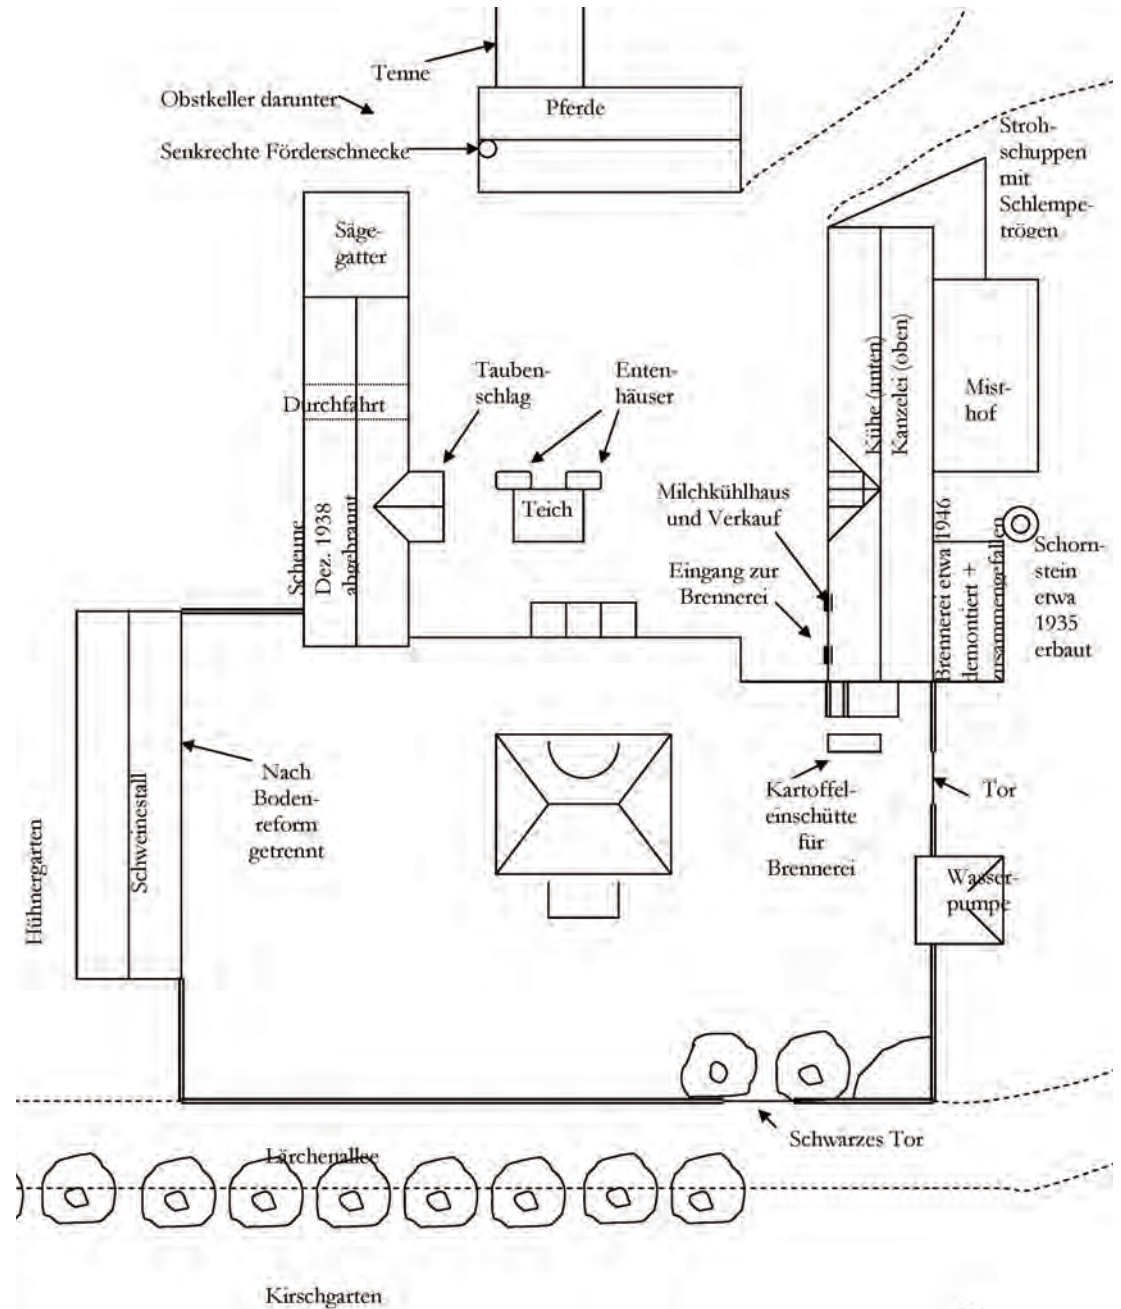 Tenne
Obstkeller darunter
Pferde
Senkrechte Förderschnecke
Stroh-
schuppen
mit
Schlempe-
trögen
Säge-
gatter
Tauben-
schlag
Enten-
häuser
Durchfahrt
Kühe (unten)
Kanzelei (oben)
Mist-
hof
Teich
Milchkühlhaus
und Verkauf
Scheune
Dez. 1938
abgebrannt
Eingang zur
Brennerei
Brennerei etwa 1946
demontiert +
zusammengefallen
Schorn-
stein
etwa
1935
erbaut
Nach
Boden-
reform
getrennt
Schweinestall
Hühnergarten
Kartoffel-
einschütte
für
Brennerei
Tor
Wasser-
pumpe
Schwarzes Tor
Lärchenallee
Kirschgarten